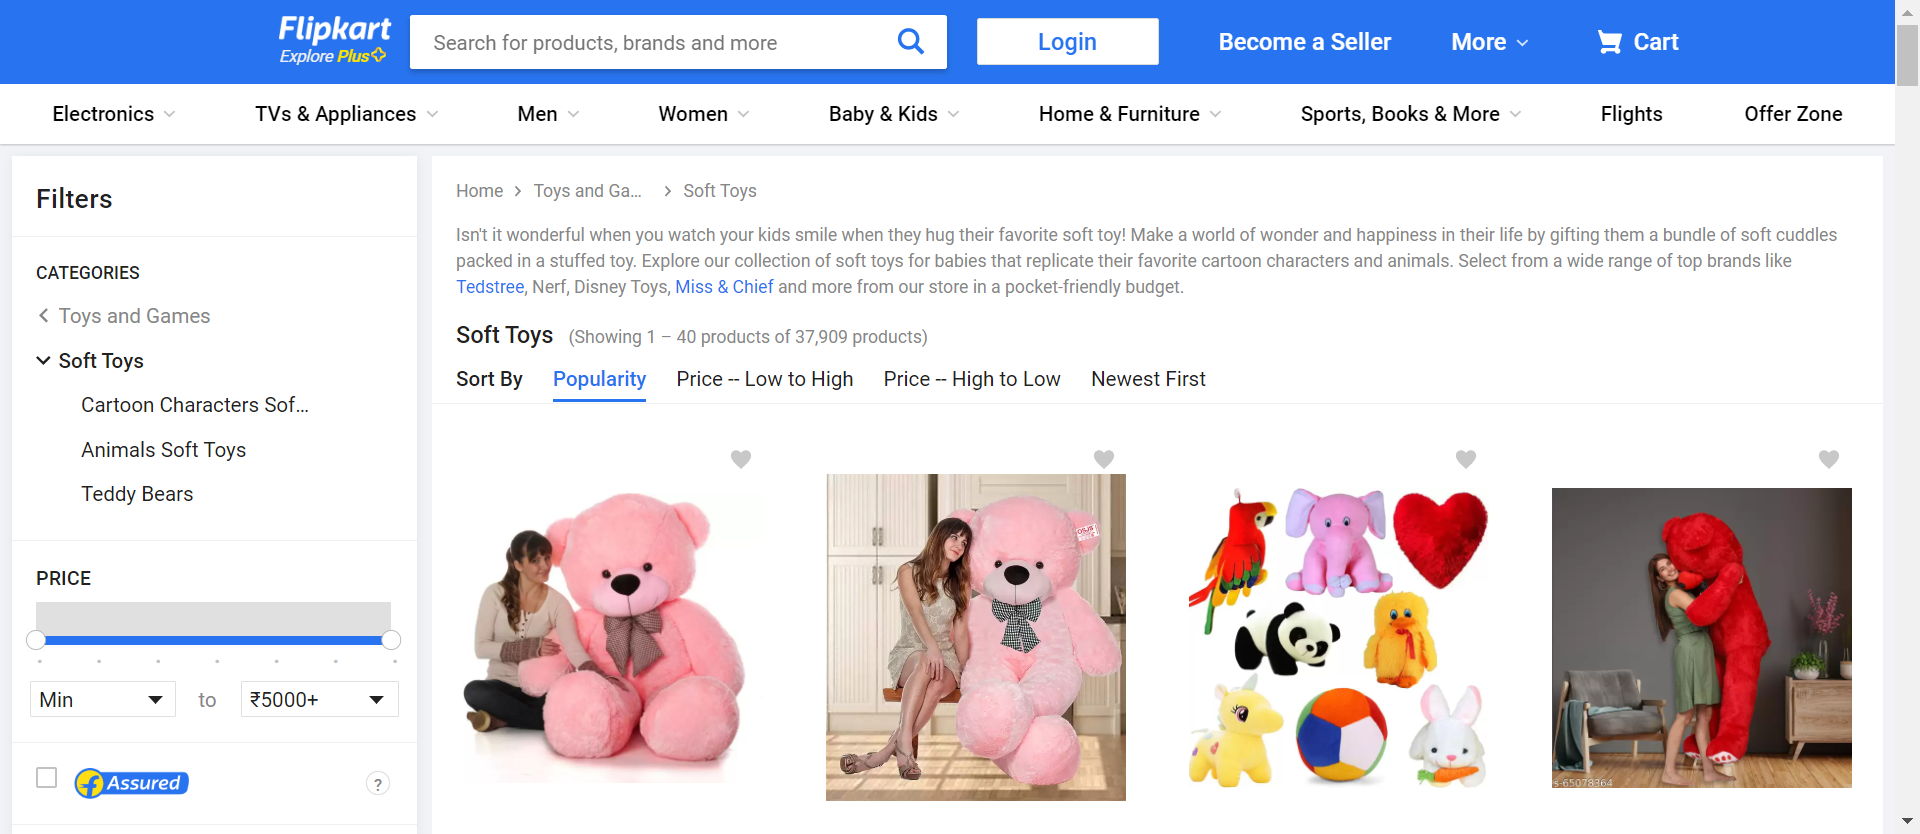 Flipkart
Explore Plus
Search for products, brands and more
Login
Become a Seller
More
Cart
Electronics
TVs & Appliances
Men
Women
Baby & Kids
Home & Furniture
Sports, Books & More
Flights
Offer Zone
Filters
CATEGORIES
Toys and Games
Soft Toys
Cartoon Characters Sof...
Animals Soft Toys
Teddy Bears
PRICE
Min
to
₹5000+
Assured
?
Home
Toys and Ga...
Soft Toys
Isn't it wonderful when you watch your kids smile when they hug their favorite soft toy! Make a world of wonder and happiness in their life by gifting them a bundle of soft cuddles
packed in a stuffed toy. Explore our collection of soft toys for babies that replicate their favorite cartoon characters and animals. Select from a wide range of top brands like
Tedstree, Nerf, Disney Toys, Miss & Chief and more from our store in a pocket-friendly budget.
Soft Toys (Showing 1 – 40 products of 37,909 products)
Sort By
Popularity
Price -- Low to High
Price -- High to Low
Newest First
s-65078364